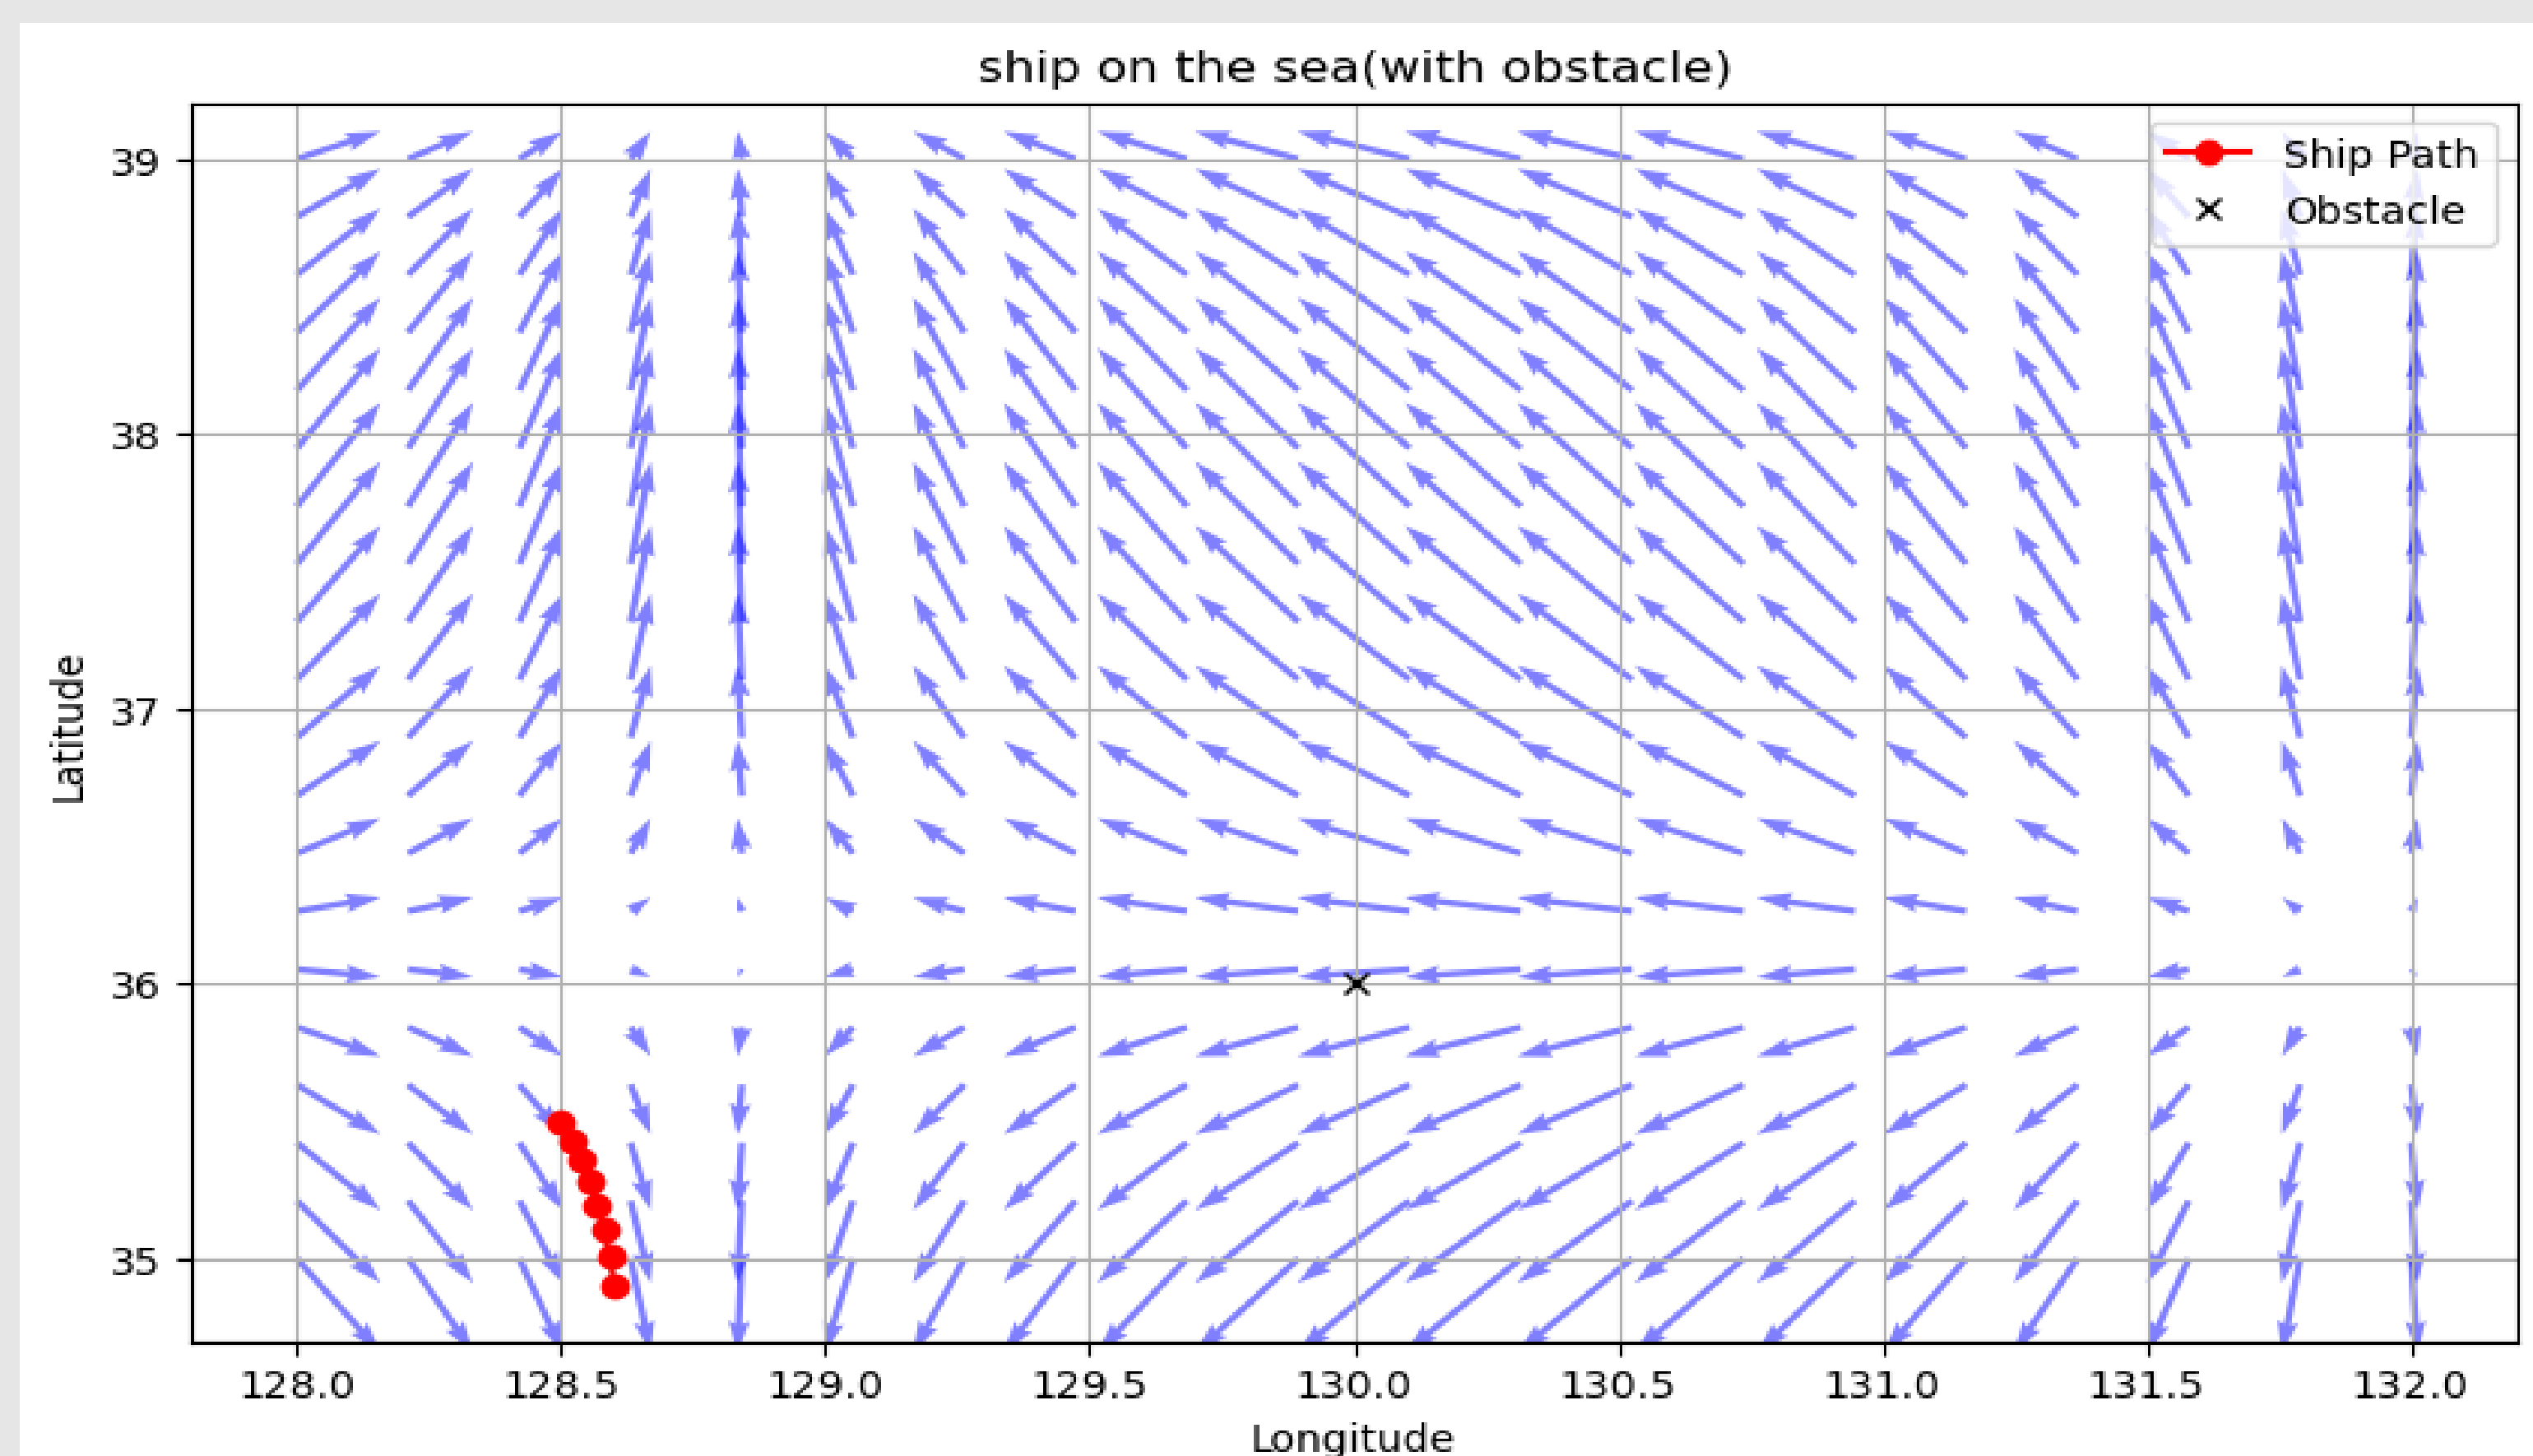 ship on the sea(with obstacle)
Ship Path
Obstacle
39
38
37
36
35
Latitude
128.0 128.5 129.0 129.5 130.0 130.5 131.0 131.5 132.0
Longitude